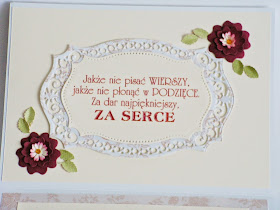 Jakże nie pisać WIERSZY,
jakże nie płonąć w PODZIĘCE.
Za dar najpiękniejszy,
ZA SERCE